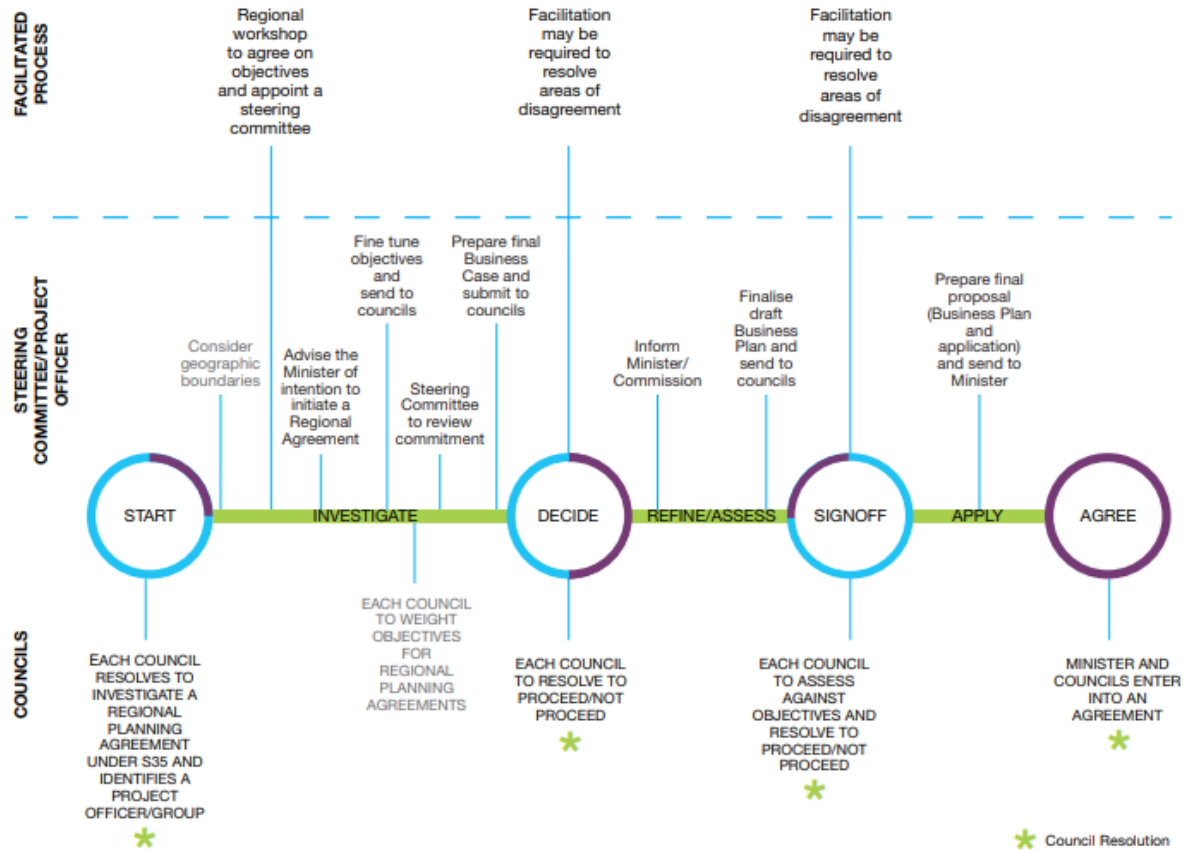 FACILITATED
PROCESS
Regional
workshop
to agree on
objectives
and appoint a
steering
committee
Facilitation
may be
required to
resolve
areas of
disagreement
Facilitation
may be
required to
resolve
areas of
disagreement
STEERING
COMMITTEE/PROJECT
OFFICER
Consider
geographic
boundaries
Advise the
Minister of
intention to
initiate a
Regional
Agreement
Fine tune
objectives
and
send to
councils
Steering
Committee
to review
commitment
Prepare final
Business
Case and
submit to
councils
Inform
Minister/
Commission
Finalise
draft
Business
Plan and
send to
councils
Prepare final
proposal
(Business Plan
and
application)
and send to
Minister
START
INVESTIGATE
DECIDE
REFINE/ASSESS
SIGNOFF
APPLY
AGREE
COUNCILS
EACH COUNCIL
RESOLVES TO
INVESTIGATE A
REGIONAL
PLANNING
AGREEMENT
UNDER S35 AND
IDENTIFIES A
PROJECT
OFFICER/GROUP
EACH COUNCIL
TO WEIGHT
OBJECTIVES
FOR
REGIONAL
PLANNING
AGREEMENTS
EACH COUNCIL
TO RESOLVE TO
PROCEED/NOT
PROCEED
EACH COUNCIL
TO ASSESS
AGAINST
OBJECTIVES AND
RESOLVE TO
PROCEED/NOT
PROCEED
MINISTER AND
COUNCILS ENTER
INTO AN
AGREEMENT
Council Resolution